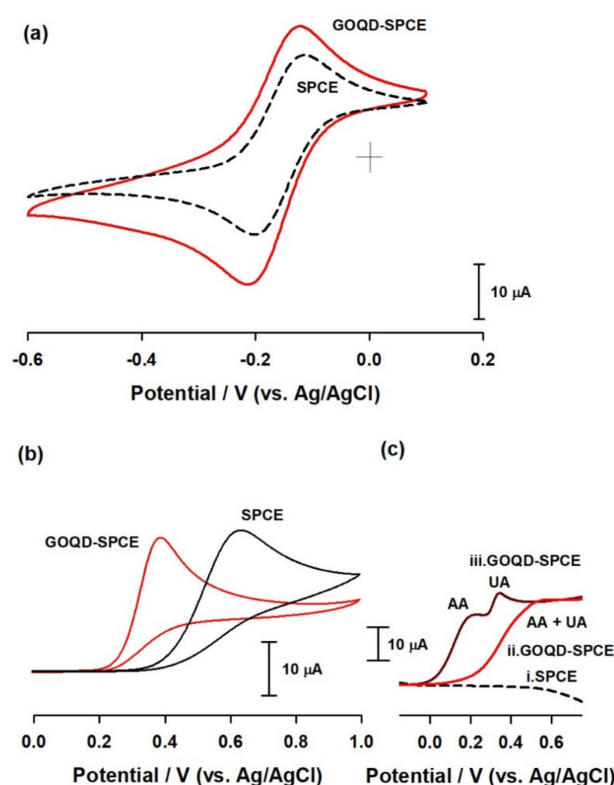 (a)
GOQD-SPCE
SPCE
10 µA
-0.6 -0.4 -0.2 0.0 0.2
Potential / V (vs. Ag/AgCl)
(b)
GOQD-SPCE
SPCE
10 µA
0.0 0.2 0.4 0.6 0.8 1.0
Potential / V (vs. Ag/AgCl)
(c)
iii.GOQD-SPCE
UA
AA
AA + UA
10 µA
ii.GOQD-SPCE
i.SPCE
0.0 0.2 0.4 0.6
Potential / V (vs. Ag/AgCl)